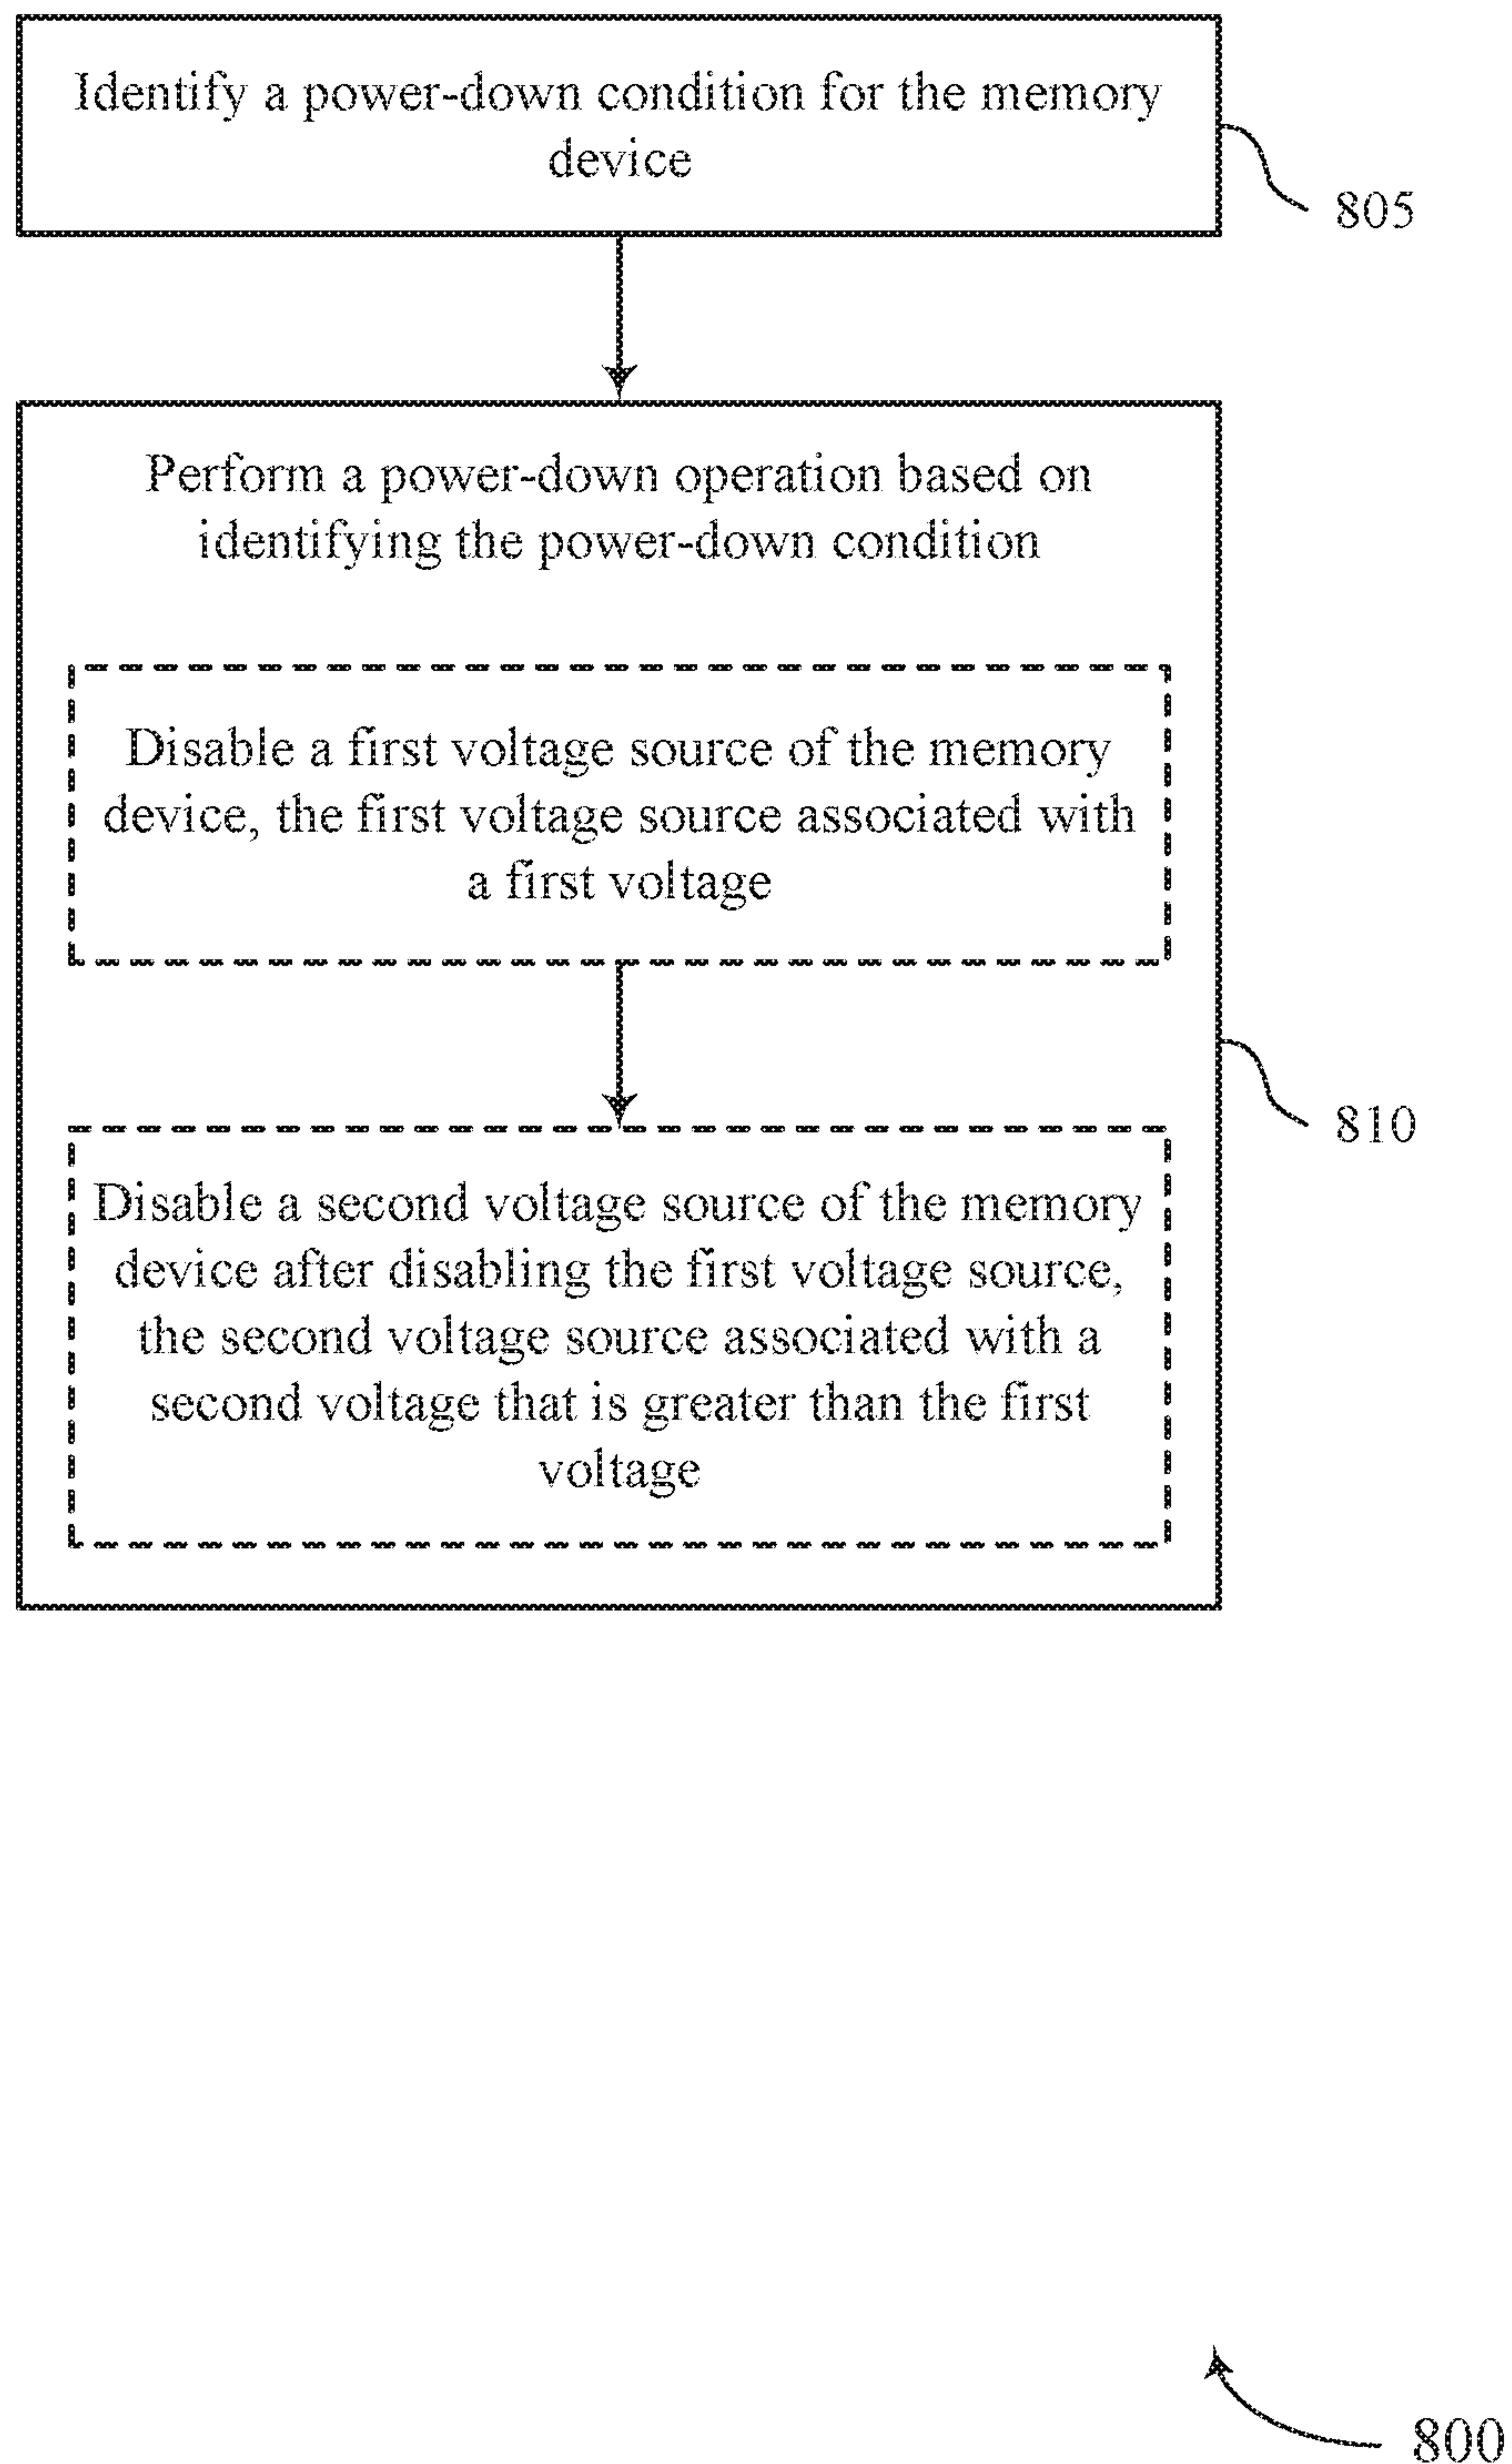 Identify a power-down condition for the memory
device
805
Perform a power-down operation based on
identifying the power-down condition
Disable a first voltage source of the memory
device, the first voltage source associated with
a first voltage
810
Disable a second voltage source of the memory
device after disabling the first voltage source,
the second voltage source associated with a
second voltage that is greater than the first
voltage
800